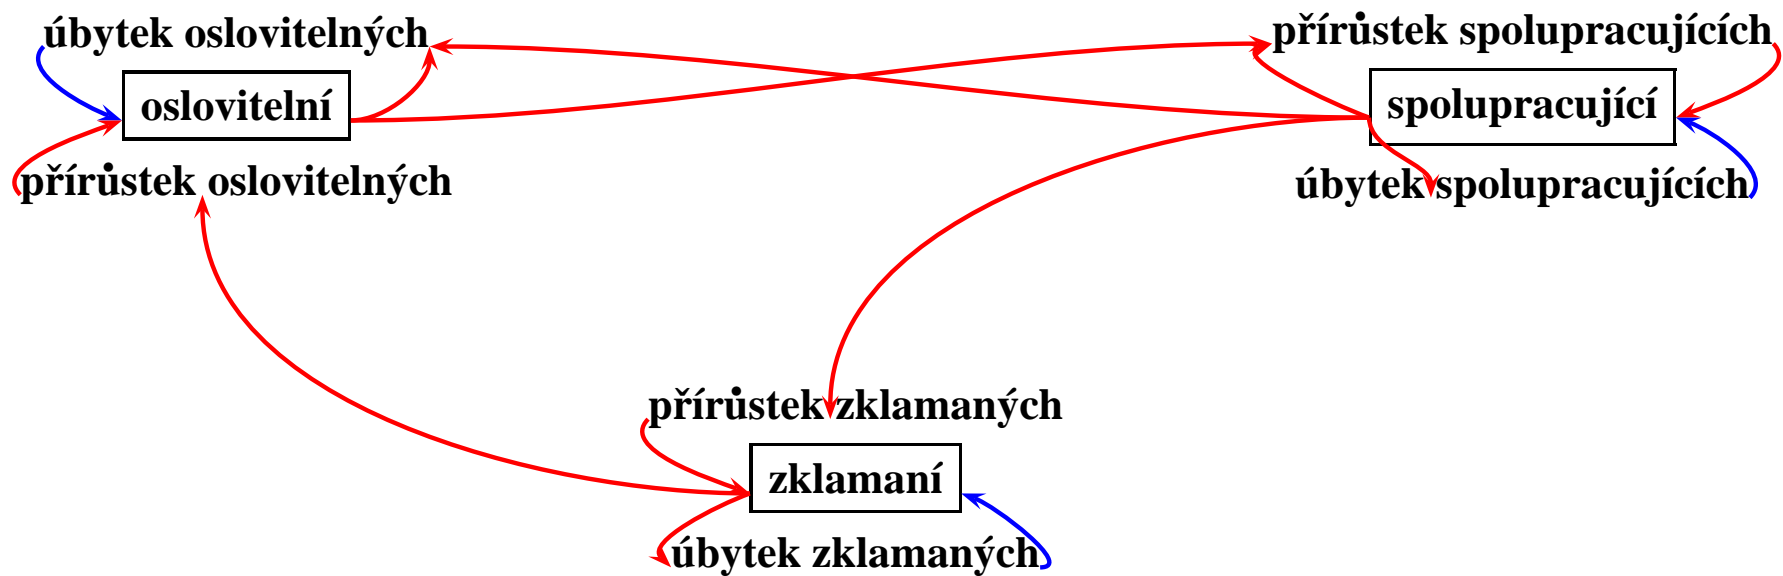 úbytek oslovitelných
přírůstek spolupracujících
oslovitelní
spolupracující
přírůstek oslovitelných
úbytek spolupracujících
přírůstek zklamaných
zklamaní
úbytek zklamaných